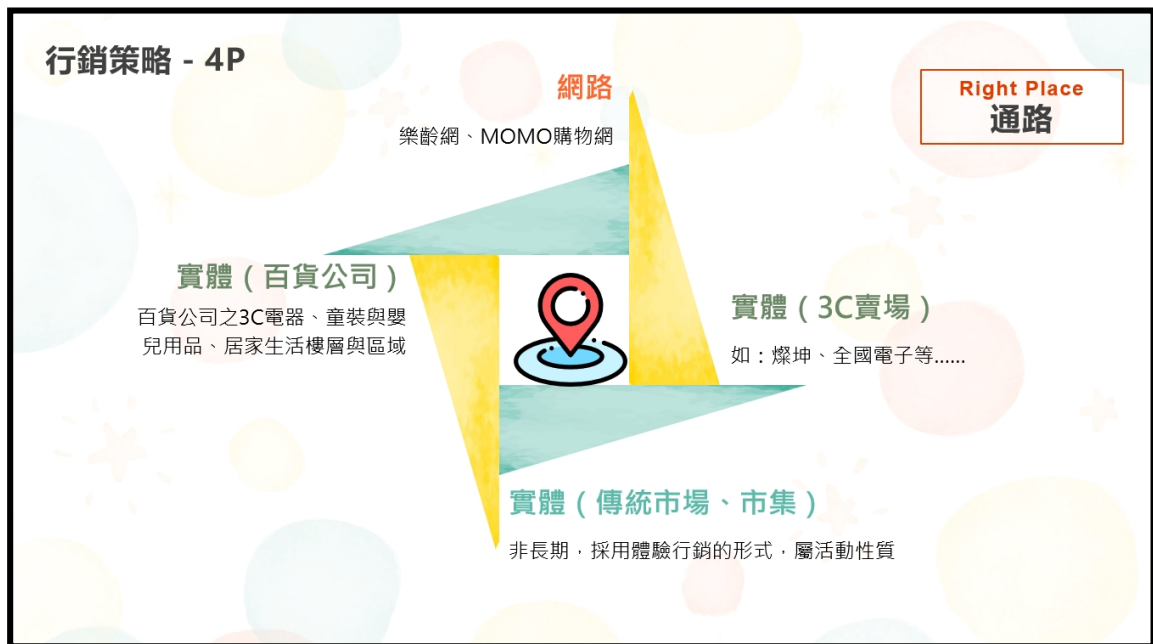 行銷策略 - 4P
Right Place
通路
網路
樂齡網、MOMO購物網
實體（百貨公司）
百貨公司之3C電器、童裝與嬰
兒用品、居家生活樓層與區域
實體（3C賣場）
如：燦坤、全國電子等......
實體（傳統市場、市集）
非長期，採用體驗行銷的形式，屬活動性質